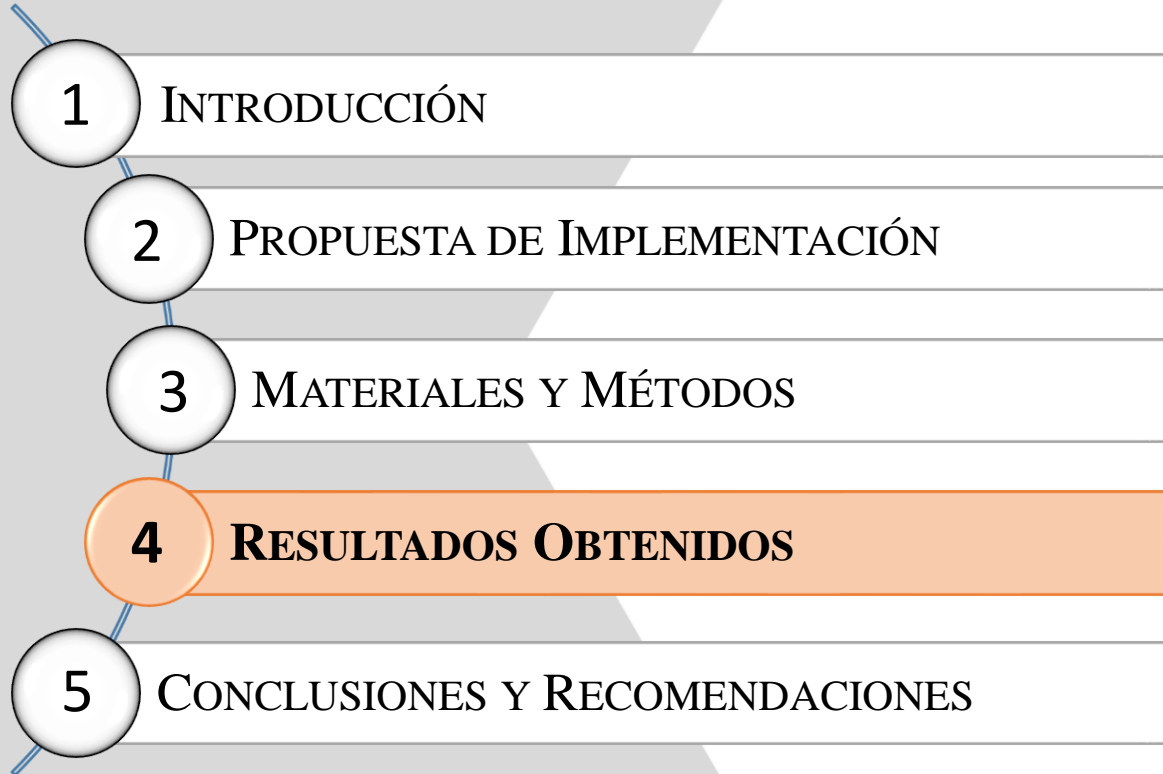 1 Introducción
2 Propuesta de Implementación
3 Materiales y Métodos
4 Resultados Obtenidos
5 Conclusiones y Recomendaciones